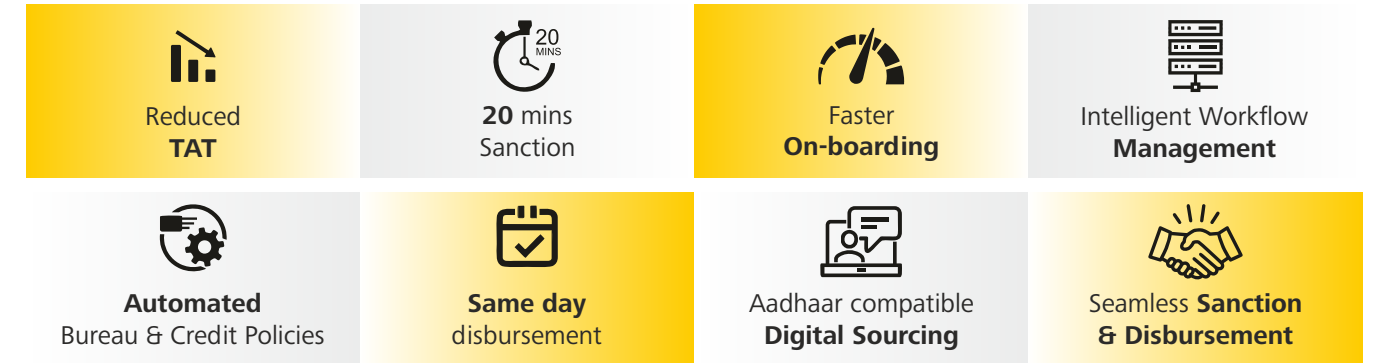 20
MINS
Reduced
TAT
20 mins
Sanction
Faster
On-boarding
Intelligent Workflow
Management
Automated
Bureau & Credit Policies
Same day
disbursement
Aadhaar compatible
Digital Sourcing
Seamless Sanction
& Disbursement